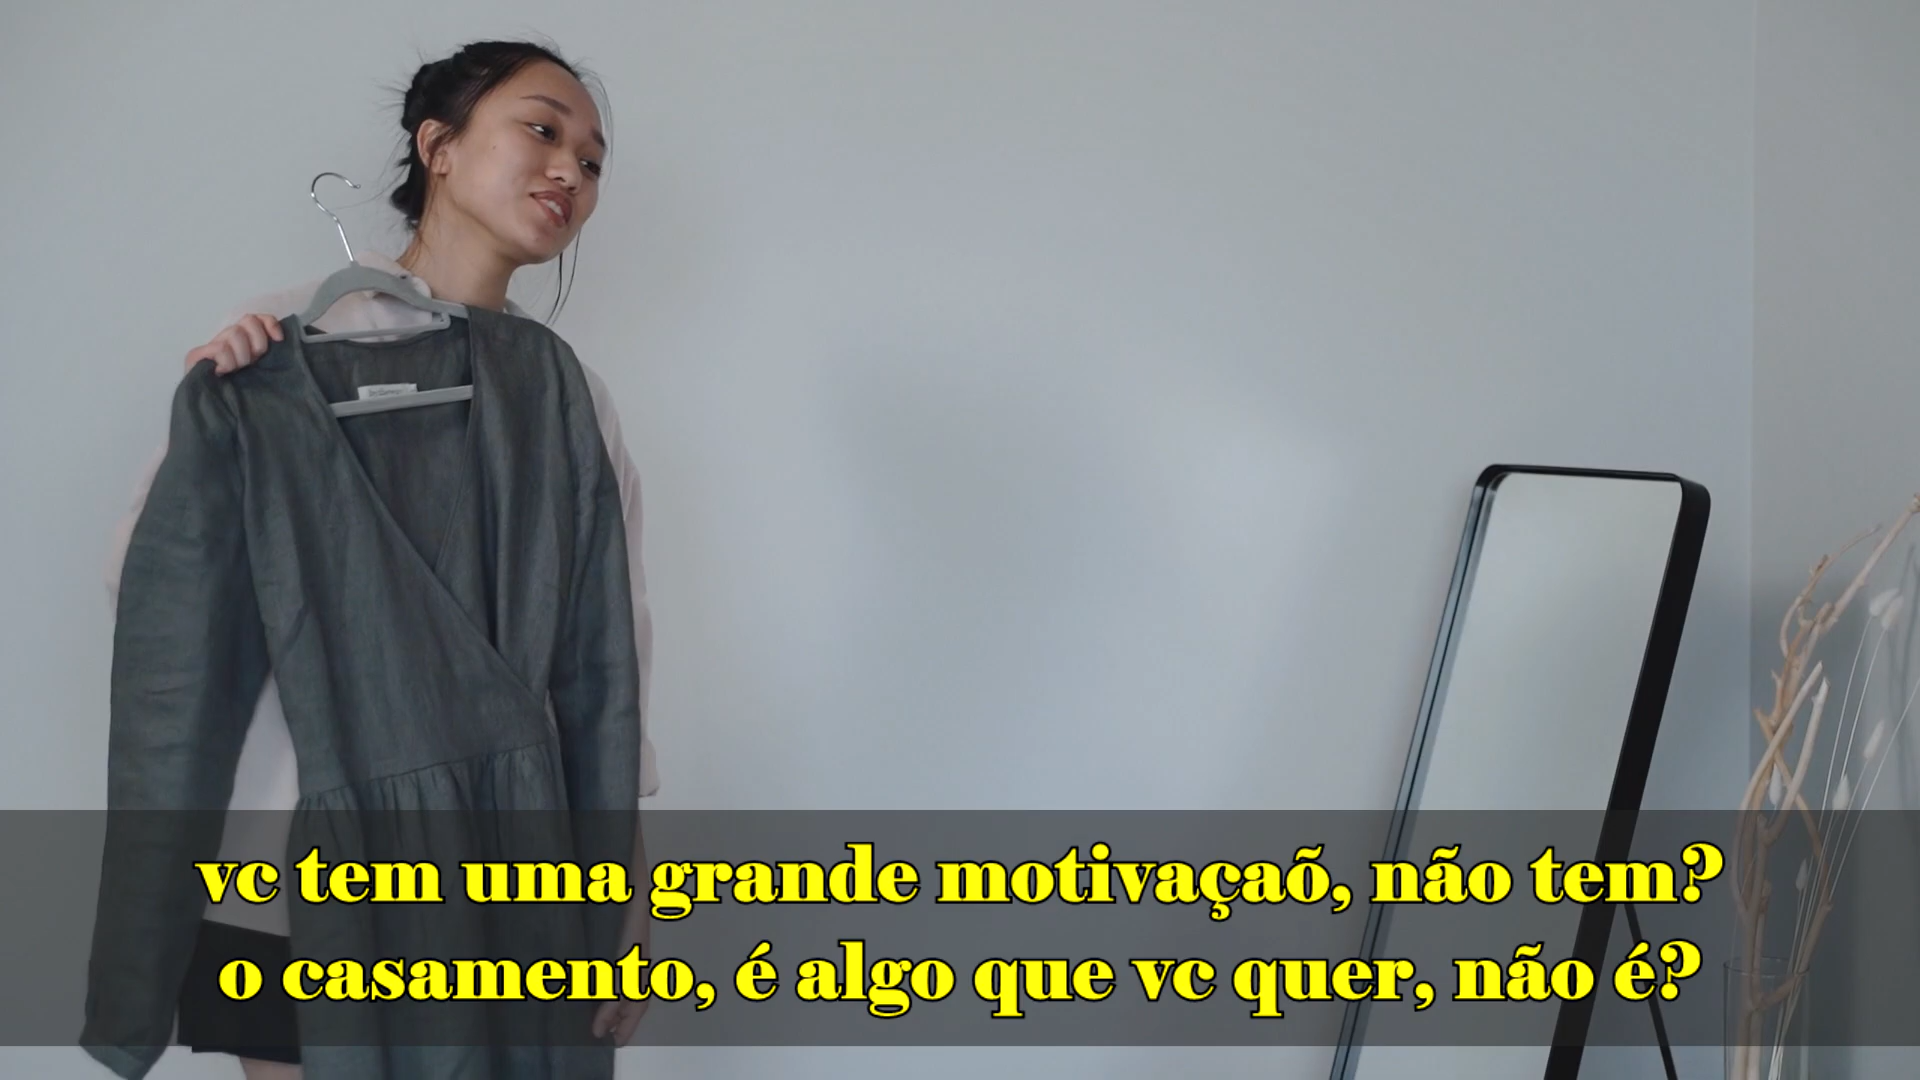 vc tem uma grande motivaçaõ, não tem?
o casamento, é algo que vc quer, não é?